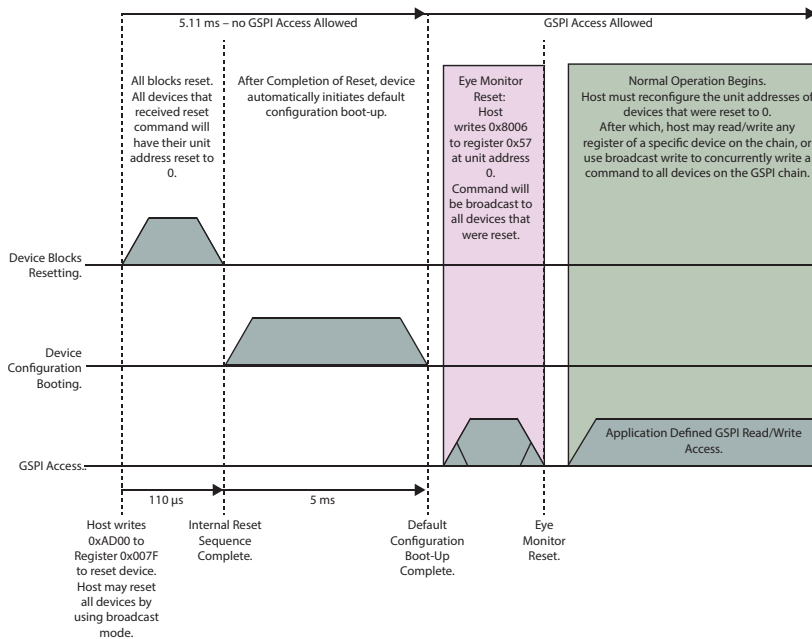 5.11 ms – no GSPI Access Allowed
GSPI Access Allowed
All blocks reset.
All devices that
received reset
command will
have their unit
address reset to
0.
After Completion of Reset, device
automatically initiates default
configuration boot-up.
Eye Monitor
Reset:
Host
writes 0x8006
to register 0x57
at unit address
0.
Command will
be broadcast to
all devices that
were reset.
Normal Operation Begins.
Host must reconfigure the unit addresses of
devices that were reset to 0.
After which, host may read/write any
register of a specific device on the chain, or
use broadcast write to concurrently write a
command to all devices on the GSPI chain.
Device Blocks
Resetting.
Device
Configuration
Booting.
GSPI Access.
Application Defined GSPI Read/Write
Access.
110 µs
5 ms
Host writes
0xAD00 to
Register 0x007F
to reset device.
Host may reset
all devices by
using broadcast
mode.
Internal Reset
Sequence
Complete.
Default
Configuration
Boot-Up
Complete.
Eye
Monitor
Reset.